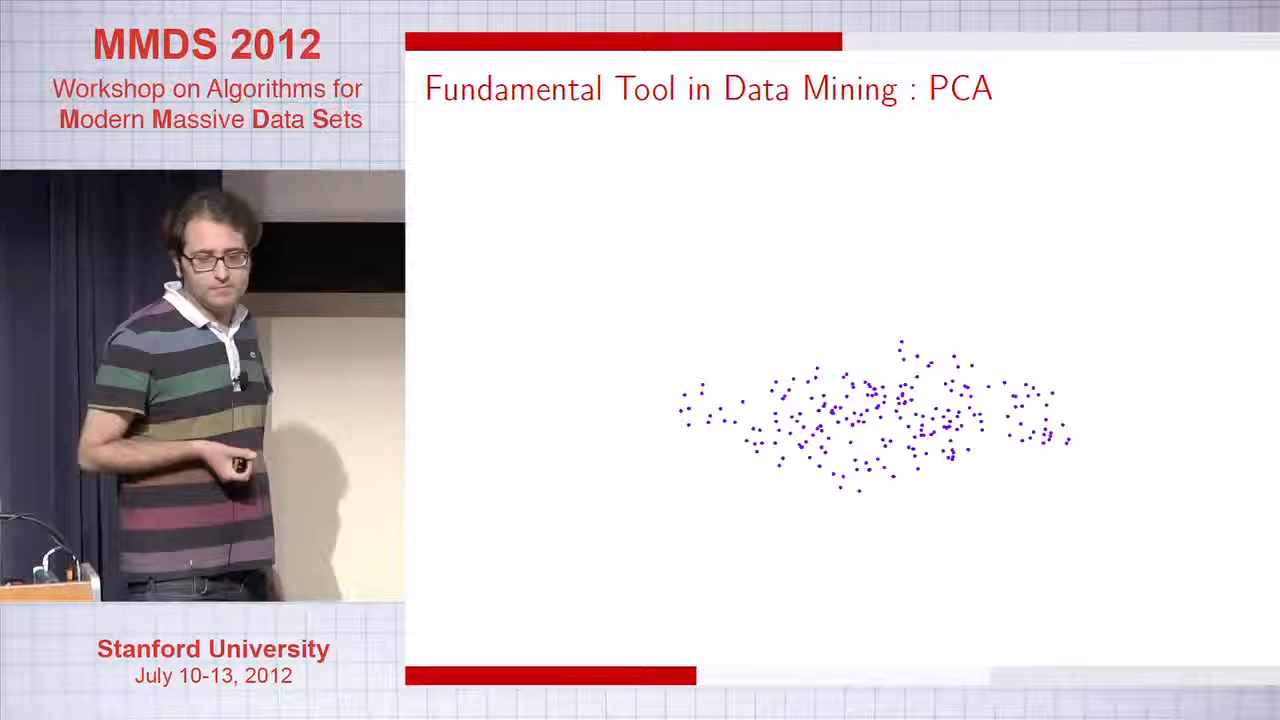 MMDS 2012
Workshop on Algorithms for
Modern Massive Data Sets
Fundamental Tool in Data Mining : PCA
Stanford University
July 10-13, 2012